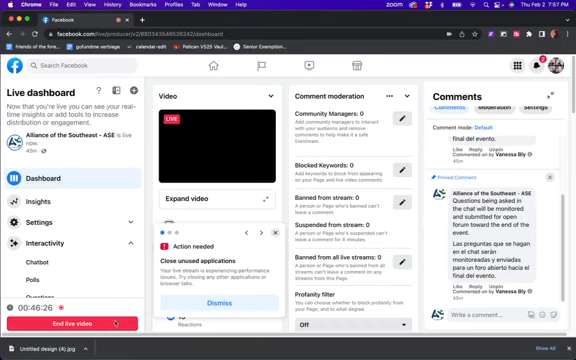 Chrome File Edit View History Bookmarks Profiles Tab Window Help
zoom
Thu Feb 2 7:57 PM
Facebook
facebook.com/live/producer/v2/880343546526242/dashboard
friends of the fores...
gofundme verbiage
calendar-edit
Pelican VS25 Vaul...
Senior Exemption...
Search Facebook
2
Live dashboard
Now that you're live you can see your real-
time insights or add tools to increase
distribution or engagement.
Alliance of the Southeast - ASE is live
now.
45m
Dashboard
Insights
Settings
Interactivity
Chatbot
Polls
Questions
00:46:26
End live video
Video
LIVE
Expand video
Action needed
Close unused applications
Your live stream is experiencing performance
issues. Try closing any other applications or
browser tabs.
Dismiss
Reactions
Comment moderation
Community Managers: 0
Add community managers to interact
with your audience and remove
comments to help make it a safe
livestream.
Blocked Keywords: 0
Add keywords to block from appearing
on your Page and live video comments.
Banned from stream: 0
A person or Page who's banned can't
leave a comment.
Suspended from stream: 0
A person or Page who's suspended can't
leave a comment for X minutes.
Banned from all live streams: 0
A person or Page who's banned can't
leave a comment on any streams from
this Page.
Profanity filter
You can choose whether to block profanity
from your Page, and to what degree.
Off
Comments
Comments Moderation Settings
Comment mode: Default
final del evento.
Like Reply Unpin
Commented on by Vanessa Bly
45m
Pinned Comment
Alliance of the Southeast - ASE
Questions being asked in
the chat will be monitored
and submitted for open
forum toward the end of the
event.
Las preguntas que se hagan
en el chat serán
monitoreadas y enviadas
para un foro abierto hacia el
final del evento.
Like Reply Unpin
Commented on by Vanessa Bly
45m
Write a comment...
Untitled design (4).jpg
Show All